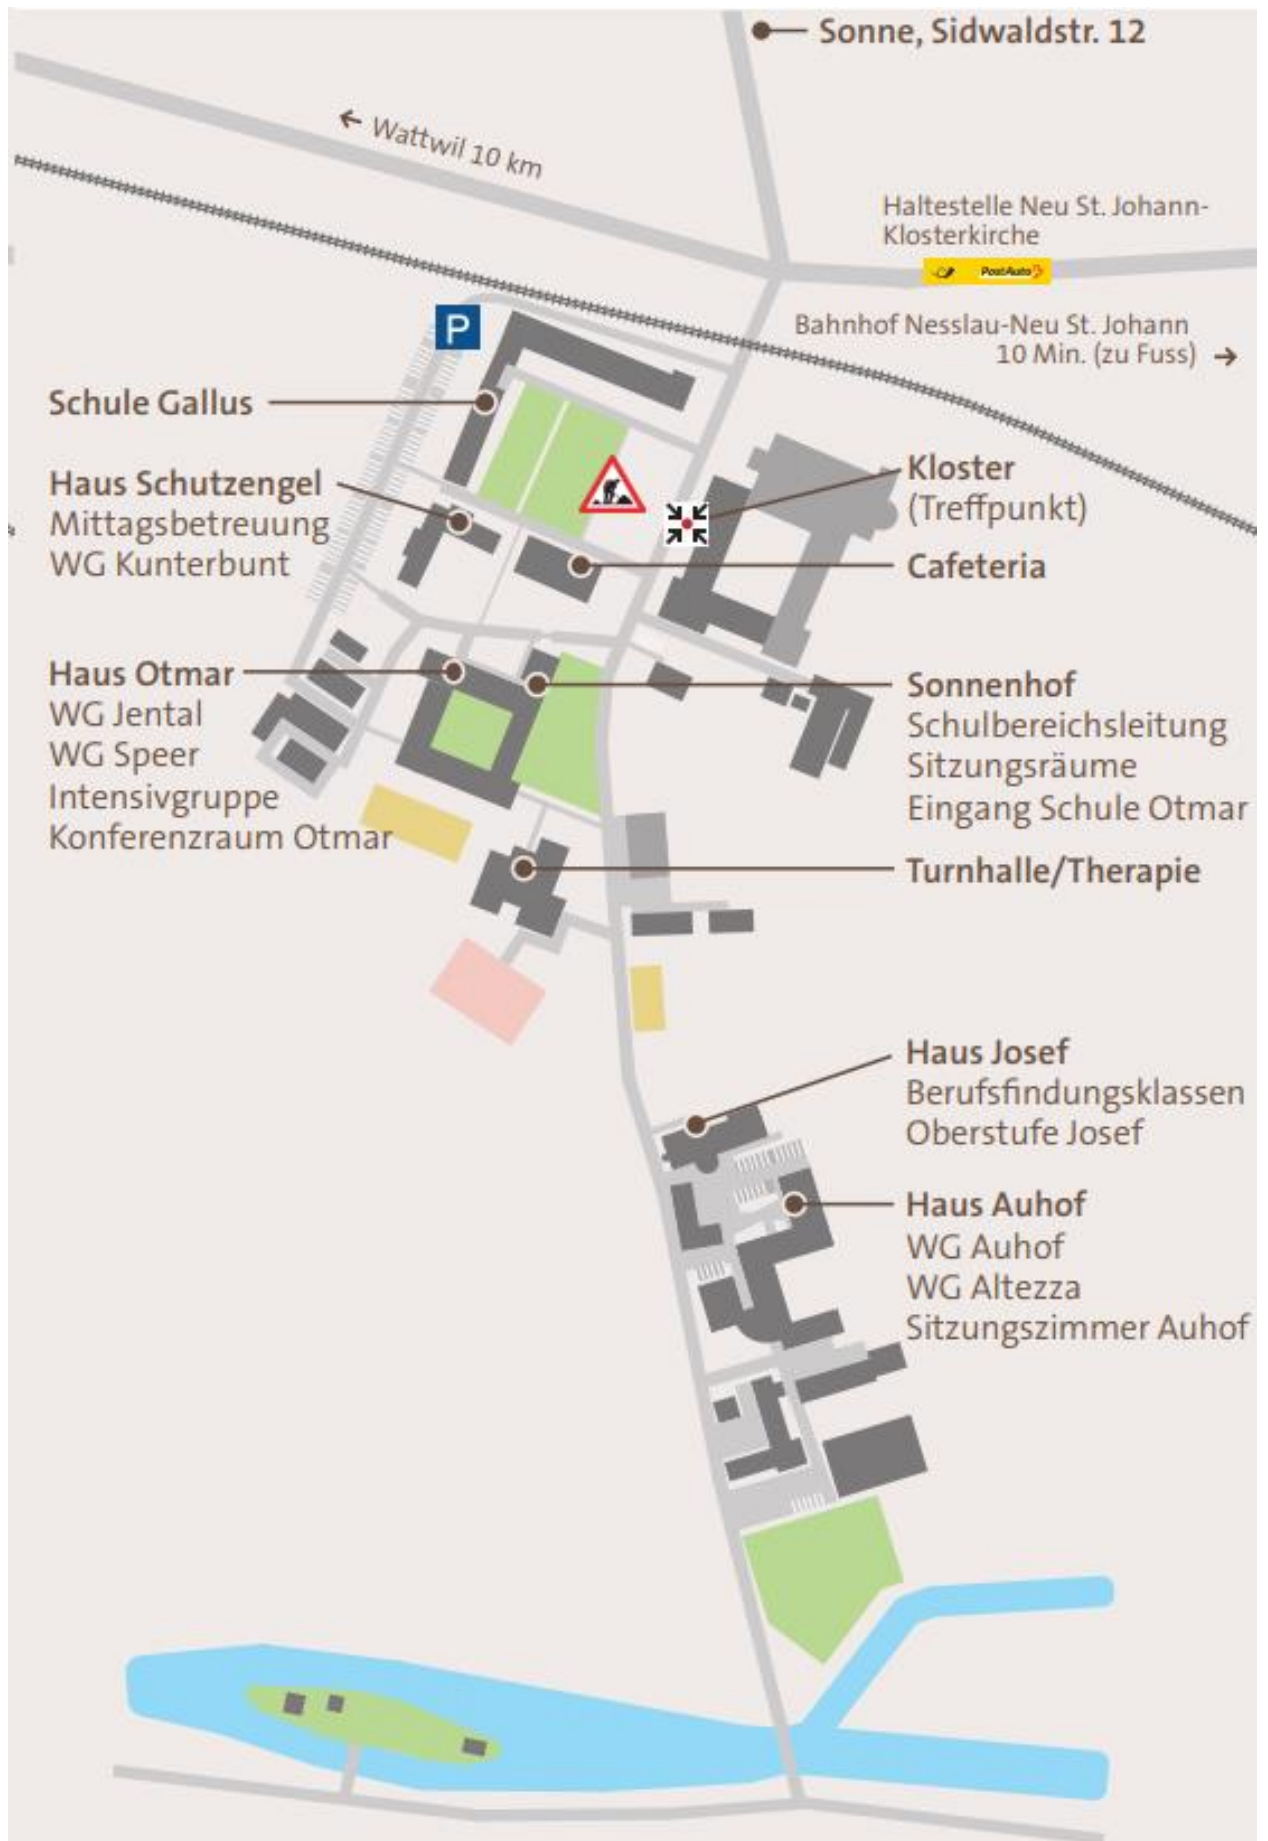 Sonne, Sidwaldstr. 12
← Wattwil 10 km
Haltestelle Neu St. Johann-
Klosterkirche
PostAuto
Bahnhof Nesslau-Neu St. Johann
10 Min. (zu Fuss) →
P
Schule Gallus
Haus Schutzengel
Mittagsbetreuung
WG Kunterbunt
Kloster
(Treffpunkt)
Cafeteria
Haus Otmar
WG Jental
WG Speer
Intensivgruppe
Konferenzraum Otmar
Sonnenhof
Schulbereichsleitung
Sitzungsräume
Eingang Schule Otmar
Turnhalle/Therapie
Haus Josef
Berufsfindungsklassen
Oberstufe Josef
Haus Auhof
WG Auhof
WG Altezza
Sitzungszimmer Auhof